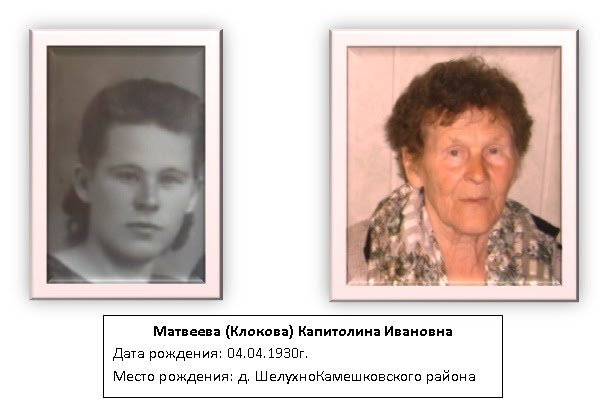 Матвеева (Клокова) Капитолина Ивановна
Дата рождения: 04.04.1930г.
Место рождения: д. ШелухноКамешковского района